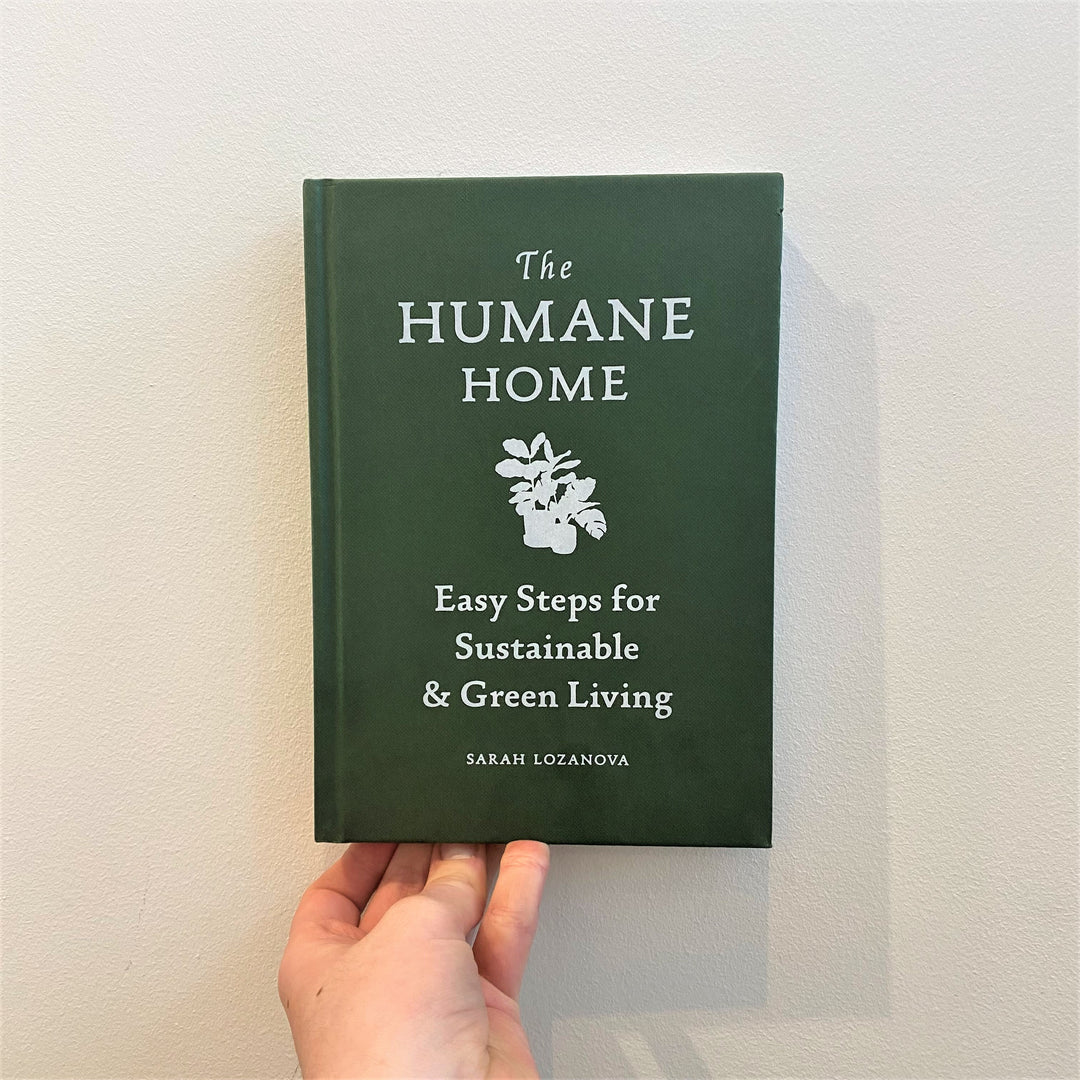 The
HUMANE
HOME
Easy Steps for
Sustainable
& Green Living
SARAH LOZANOVA